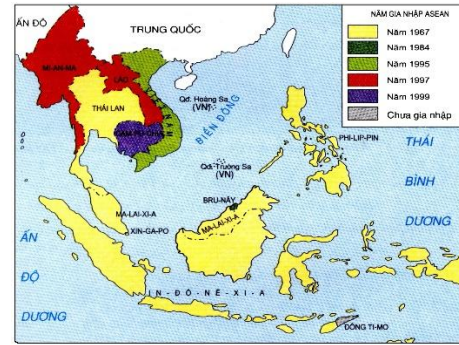 ẤN ĐỘ
TRUNG QUỐC
NĂM GIA NHẬP ASEAN
Năm 1967
Năm 1984
Năm 1995
Năm 1997
Năm 1999
Chưa gia nhập
MI-AN-MA
LÀO
THÁI LAN
VIỆT NAM
CAM-PU-CHIA
Qđ. Hoàng Sa
(VN)
BIỂN ĐÔNG
Qđ. Trường Sa
(VN)
PHI-LIP-PIN
THÁI
BÌNH
DƯƠNG
BRU-NÂY
MA-LAI-XI-A
MA-LAI-XI-A
XIN-GA-PO
ẤN
ĐỘ
DƯƠNG
IN-ĐÔ-NÊ-XI-A
ĐÔNG TI-MO